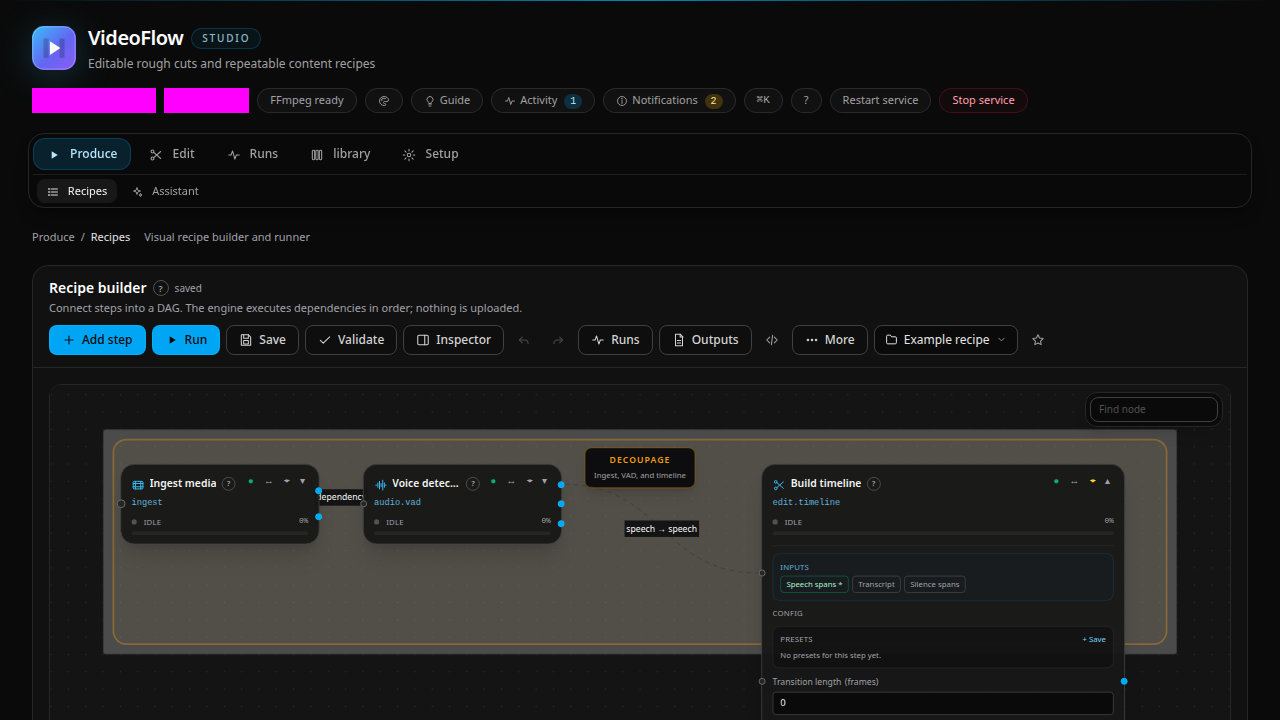 VideoFlow STUDIO
Editable rough cuts and repeatable content recipes
FFmpeg ready Guide Activity 1 Notifications 2 ⌘K ? Restart service Stop service
Produce Edit Runs library Setup
Recipes Assistant
Produce / Recipes Visual recipe builder and runner
Recipe builder ? saved
Connect steps into a DAG. The engine executes dependencies in order; nothing is uploaded.
Add step Run Save Validate Inspector Runs Outputs More Example recipe
Find node
DECOUPAGE
Ingest, VAD, and timeline
Ingest media ?
ingest
IDLE 0%
dependency
Voice detec... ?
audio.vad
IDLE 0%
speech → speech
Build timeline ?
edit.timeline
IDLE 0%
INPUTS
Speech spans * Transcript Silence spans
CONFIG
PRESETS + Save
No presets for this step yet.
Transition length (frames)
0